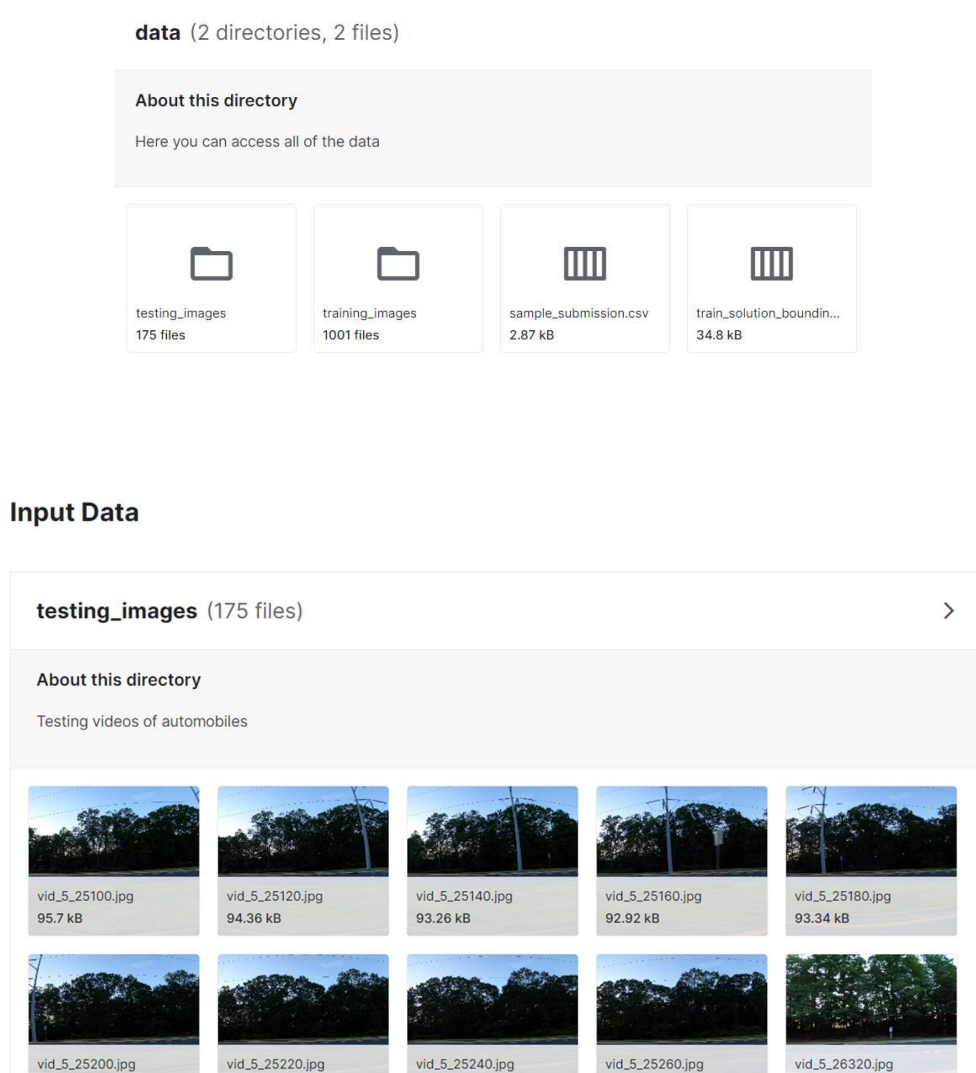 data (2 directories, 2 files)
About this directory
Here you can access all of the data
testing_images training_images sample_submission.csv train_solution_boundin...
175 files 1001 files 2.87 kB 34.8 kB
Input Data
testing_images (175 files)
About this directory
Testing videos of automobiles
vid_5_25100.jpg vid_5_25120.jpg vid_5_25140.jpg vid_5_25160.jpg vid_5_25180.jpg
95.7 kB 94.36 kB 93.26 kB 92.92 kB 93.34 kB
vid_5_25200.jpg vid_5_25220.jpg vid_5_25240.jpg vid_5_25260.jpg vid_5_26320.jpg